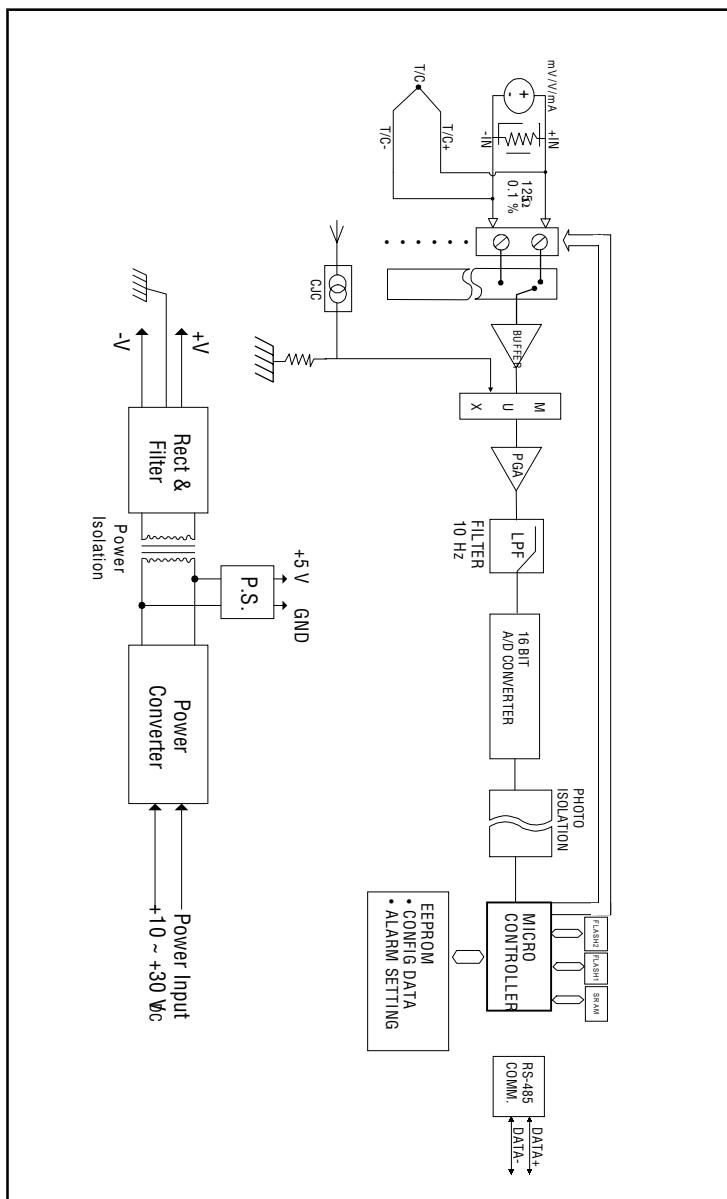 mV/V/mA
+
-
+IN
-IN
T/C
T/C+
T/C-
125Ω
0.1 %
CJC
BUFFER
M
U
X
PGA
LPF
FILTER
10 Hz
16 BIT
A/D CONVERTER
PHOTO
ISOLATION
MICRO
CONTROLLER
FLASH2
FLASH1
SRAM
EEPROM
• CONFIG DATA
• ALARM SETTING
RS-485
COMM.
DATA+
DATA-
+V
-V
Rect &
Filter
Power
Isolation
+5 V
GND
P.S.
Power
Converter
Power Input
+10 ~ +30 VDC